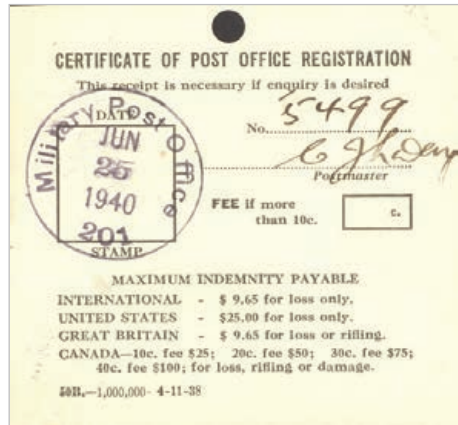 CERTIFICATE OF POST OFFICE REGISTRATION
This receipt is necessary if enquiry is desired
Military Post Office
DATE
JUN
25
1940
201
STAMP
No. 5499
Postmaster
FEE if more
than 10c.
c.
MAXIMUM INDEMNITY PAYABLE
INTERNATIONAL - $ 9.65 for loss only.
UNITED STATES - $25.00 for loss only.
GREAT BRITAIN - $ 9.65 for loss or rifling.
CANADA—10c. fee $25; 20c. fee $50; 30c. fee $75;
40c. fee $100; for loss, rifling or damage.
50B.—1,000,000- 4-11-38